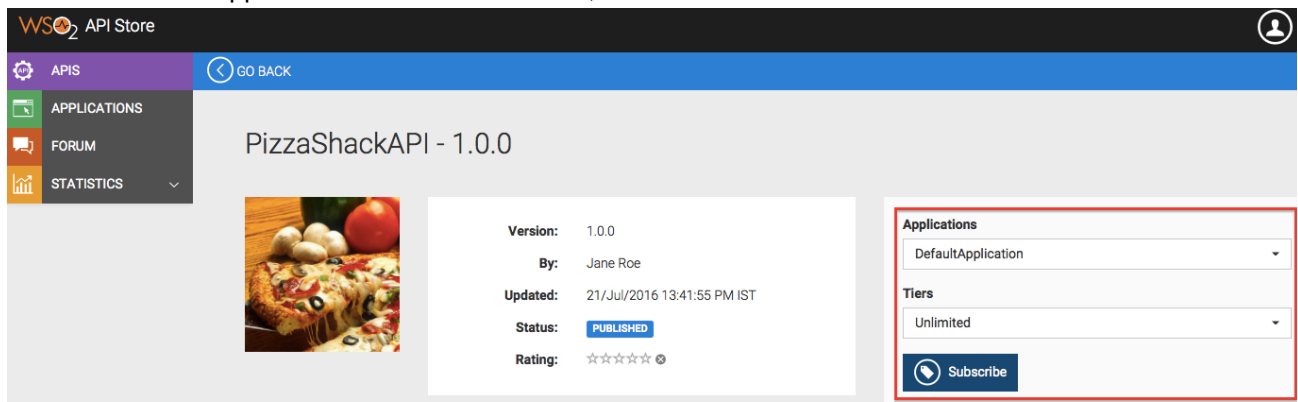 WSO2 API Store
APIS
GO BACK
APPLICATIONS
FORUM
STATISTICS
PizzaShackAPI - 1.0.0
Version: 1.0.0
By: Jane Roe
Updated: 21/Jul/2016 13:41:55 PM IST
Status: PUBLISHED
Rating:
Applications
DefaultApplication
Tiers
Unlimited
Subscribe